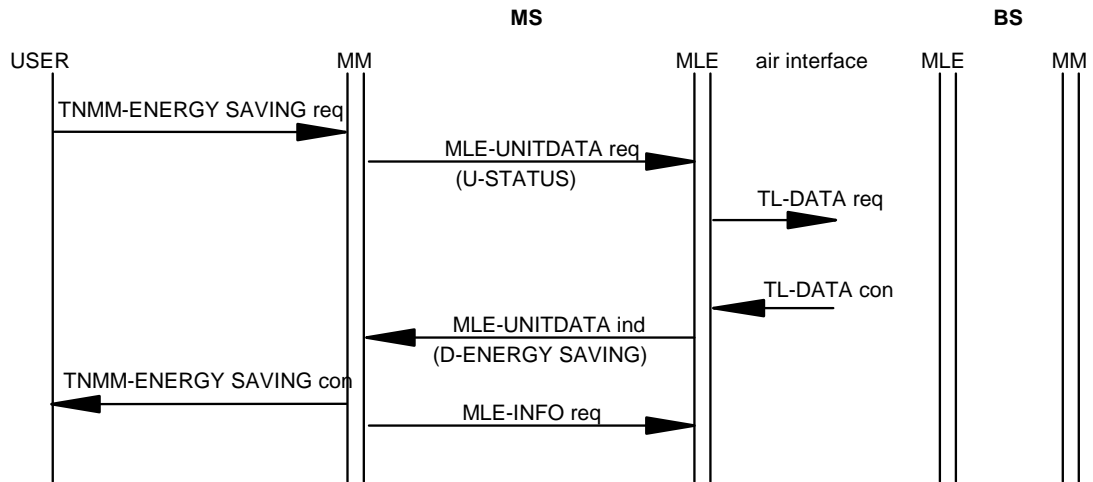 MS BS
USER MM MLE air interface MLE MM
TNMM-ENERGY SAVING req
MLE-UNITDATA req
(U-STATUS)
TL-DATA req
TL-DATA con
MLE-UNITDATA ind
(D-ENERGY SAVING)
TNMM-ENERGY SAVING con
MLE-INFO req